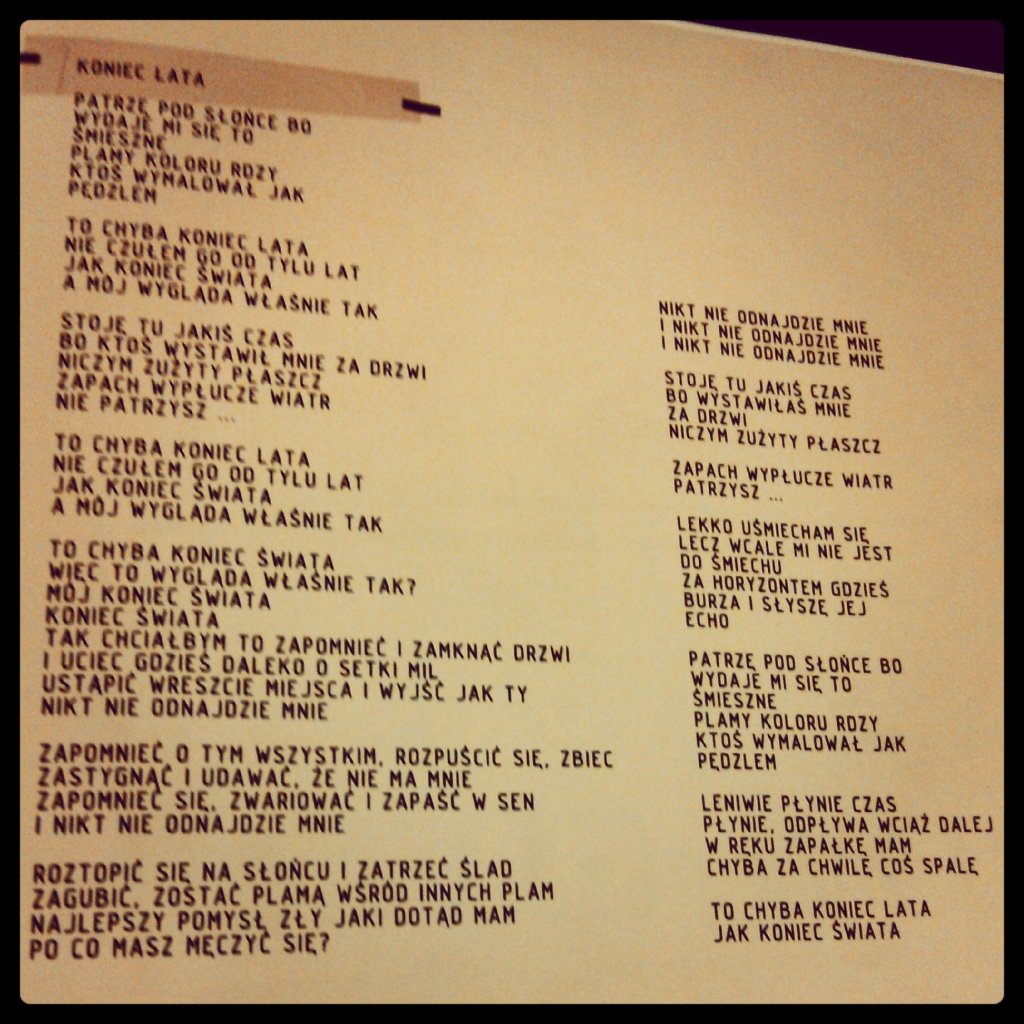 KONIEC LATA
PATRZĘ POD SŁOŃCE BO
WYDAJE MI SIĘ TO
ŚMIESZNE
PLAMY KOLORU RDZY
KTOŚ WYMALOWAŁ JAK
PĘDZLEM
TO CHYBA KONIEC LATA
NIE CZUŁEM GO OD TYLU LAT
JAK KONIEC ŚWIATA
A MÓJ WYGLĄDA WŁAŚNIE TAK
STOJĘ TU JAKIŚ CZAS
BO KTOŚ WYSTAWIŁ MNIE ZA DRZWI
NICZYM ZUŻYTY PŁASZCZ
ZAPACH WYPŁUCZE WIATR
NIE PATRZYSZ ...
TO CHYBA KONIEC LATA
NIE CZUŁEM GO OD TYLU LAT
JAK KONIEC ŚWIATA
A MÓJ WYGLĄDA WŁAŚNIE TAK
TO CHYBA KONIEC ŚWIATA
WIĘC TO WYGLĄDA WŁAŚNIE TAK?
MÓJ KONIEC ŚWIATA
KONIEC ŚWIATA
TAK CHCIAŁBYM TO ZAPOMNIEĆ I ZAMKNĄĆ DRZWI
I UCIEC GDZIEŚ DALEKO O SETKI MIL
USTĄPIĆ WRESZCIE MIEJSCA I WYJŚĆ JAK TY
NIKT NIE ODNAJDZIE MNIE
ZAPOMNIEĆ O TYM WSZYSTKIM, ROZPUŚCIĆ SIĘ, ZBIEC
ZASTYGNĄĆ I UDAWAĆ, ŻE NIE MA MNIE
ZAPOMNIEĆ SIĘ, ZWARIOWAĆ I ZAPAŚĆ W SEN
I NIKT NIE ODNAJDZIE MNIE
ROZTOPIĆ SIĘ NA SŁOŃCU I ZATRZEĆ ŚLAD
ZAGUBIĆ, ZOSTAĆ PLAMĄ WŚRÓD INNYCH PLAM
NAJLEPSZY POMYSŁ ZŁY JAKI DOTĄD MAM
PO CO MASZ MĘCZYĆ SIĘ?
NIKT NIE ODNAJDZIE MNIE
I NIKT NIE ODNAJDZIE MNIE
I NIKT NIE ODNAJDZIE MNIE
STOJĘ TU JAKIŚ CZAS
BO WYSTAWIŁAŚ MNIE
ZA DRZWI
NICZYM ZUŻYTY PŁASZCZ
ZAPACH WYPŁUCZE WIATR
PATRZYSZ ...
LEKKO UŚMIECHAM SIĘ
LECZ WCALE MI NIE JEST
DO ŚMIECHU
ZA HORYZONTEM GDZIEŚ
BURZA I SŁYSZĘ JEJ
ECHO
PATRZĘ POD SŁOŃCE BO
WYDAJE MI SIĘ TO
ŚMIESZNE
PLAMY KOLORU RDZY
KTOŚ WYMALOWAŁ JAK
PĘDZLEM
LENIWIE PŁYNIE CZAS
PŁYNIE, ODPŁYWA WCIĄŻ DALEJ
W RĘKU ZAPAŁKĘ MAM
CHYBA ZA CHWILĘ COŚ SPALĘ
TO CHYBA KONIEC LATA
JAK KONIEC ŚWIATA